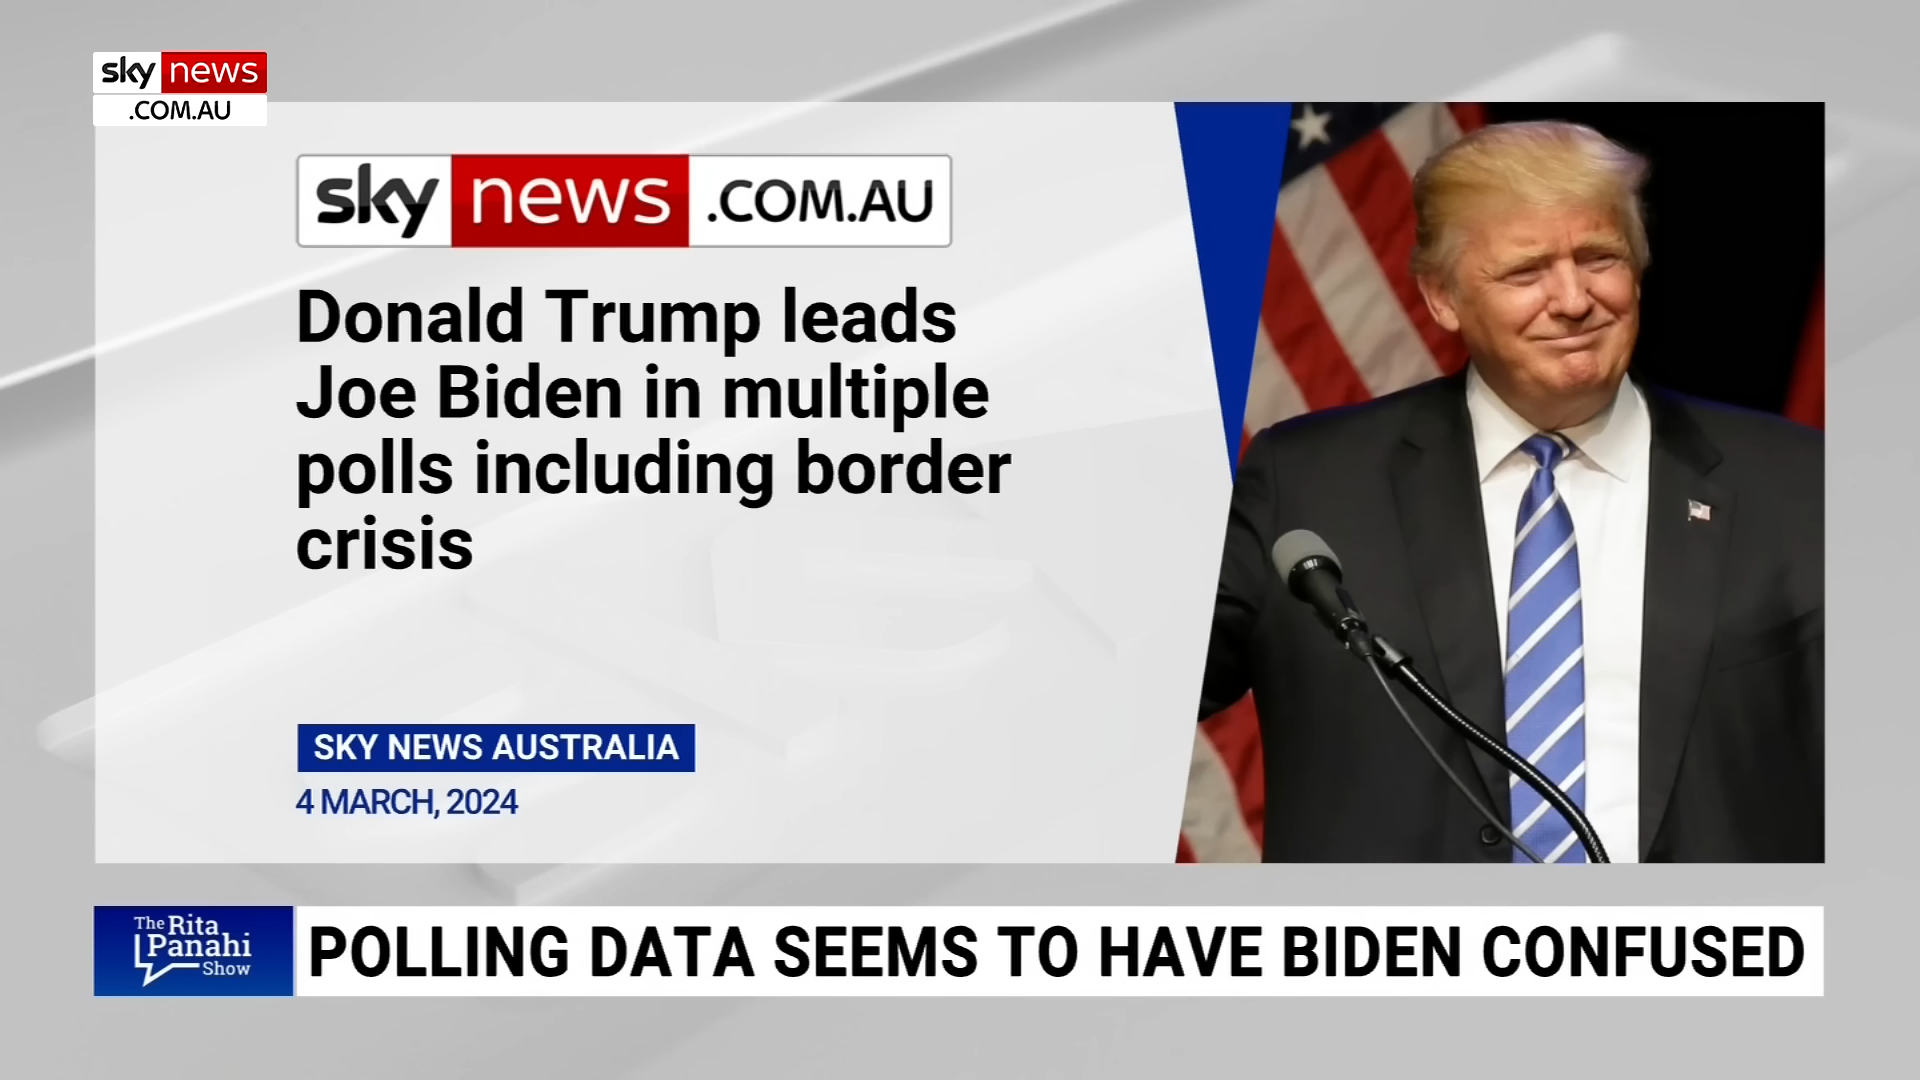 sky news
.COM.AU
sky news .COM.AU
Donald Trump leads
Joe Biden in multiple
polls including border
crisis
SKY NEWS AUSTRALIA
4 MARCH, 2024
The Rita
Panahi
Show
POLLING DATA SEEMS TO HAVE BIDEN CONFUSED